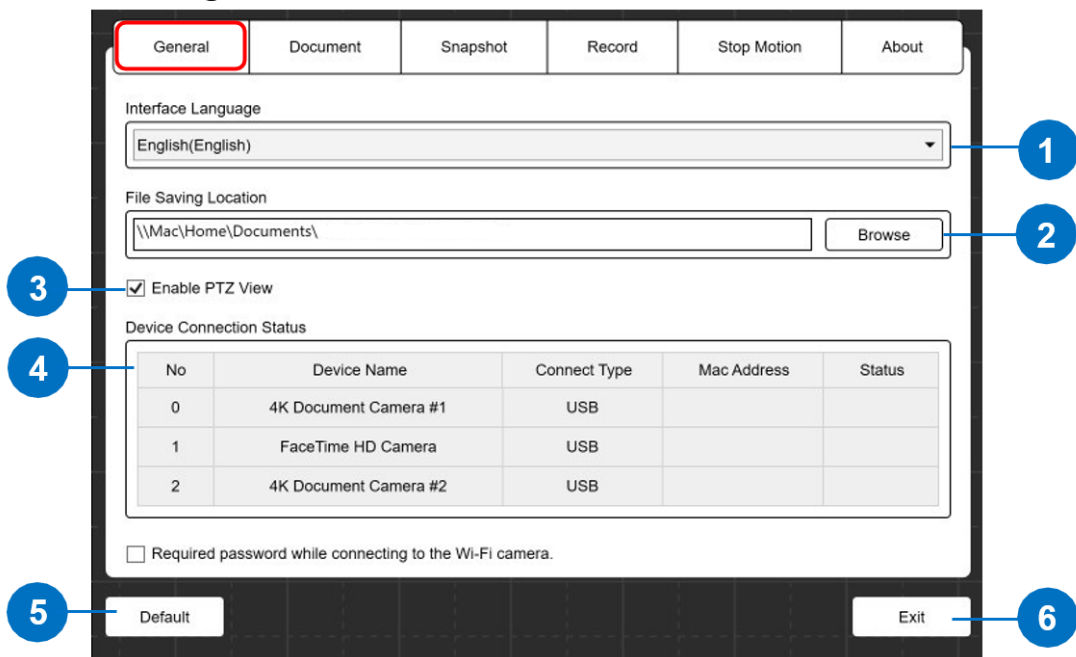 General Document Snapshot Record Stop Motion About
Interface Language
English(English)
1
File Saving Location
\\Mac\Home\Documents\ Browse
2
3 Enable PTZ View
Device Connection Status
4 No Device Name Connect Type Mac Address Status
0 4K Document Camera #1 USB
1 FaceTime HD Camera USB
2 4K Document Camera #2 USB
Required password while connecting to the Wi-Fi camera.
5 Default Exit 6